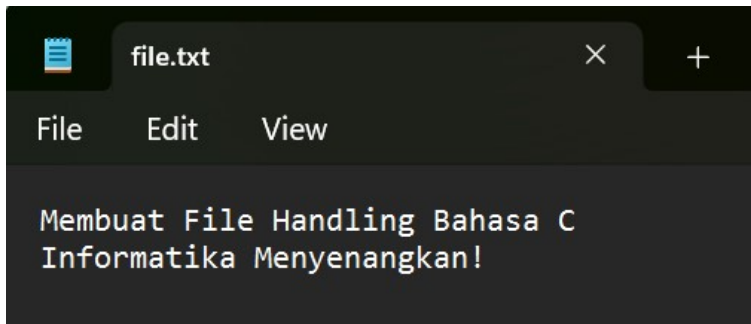 file.txt
File Edit View
Membuat File Handling Bahasa C
Informatika Menyenangkan!